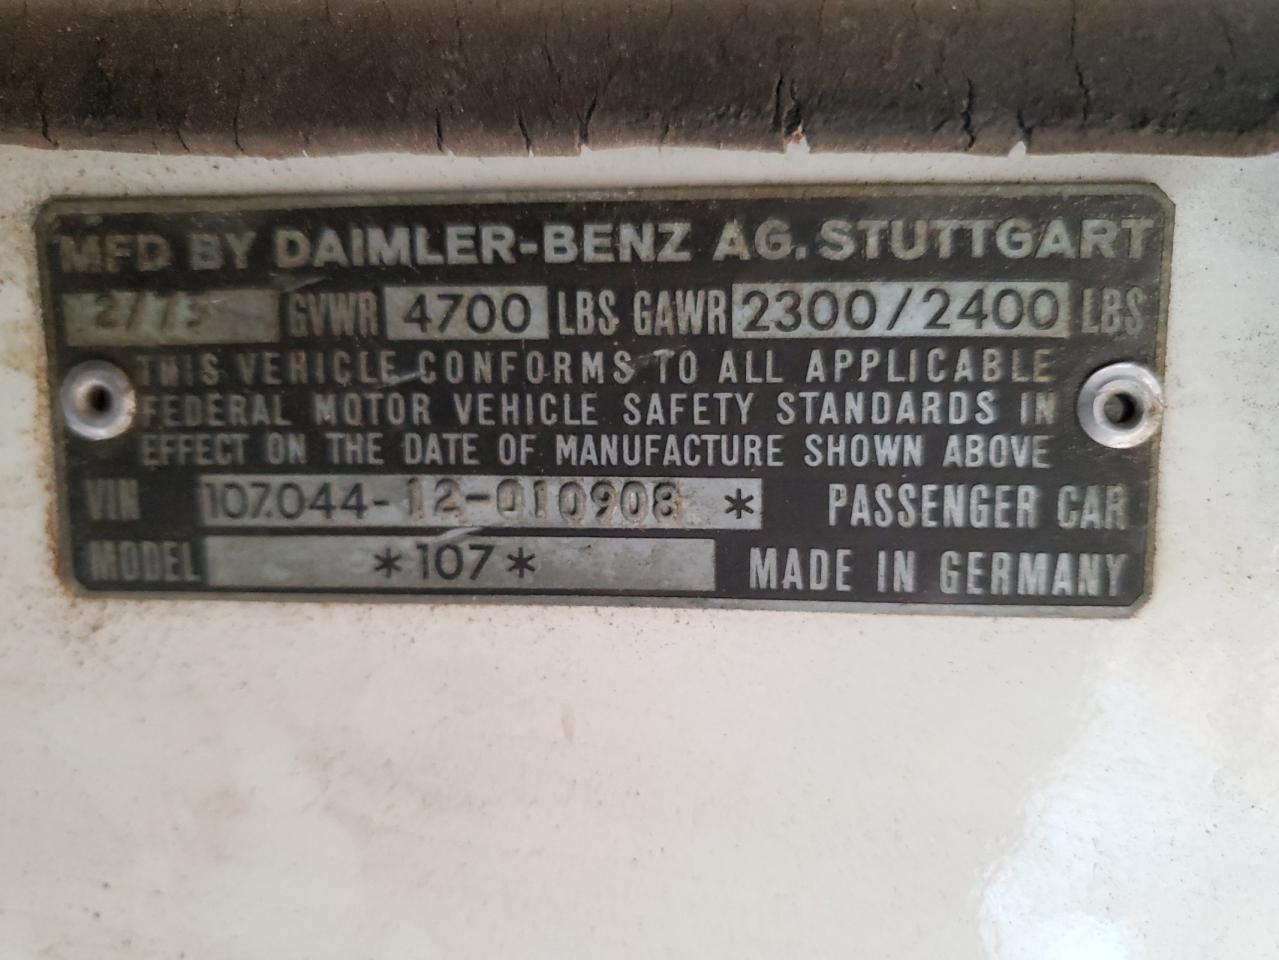 MFD BY DAIMLER-BENZ AG. STUTTGART
2/73 GVWR 4700 LBS GAWR 2300/2400 LBS
THIS VEHICLE CONFORMS TO ALL APPLICABLE
FEDERAL MOTOR VEHICLE SAFETY STANDARDS IN
EFFECT ON THE DATE OF MANUFACTURE SHOWN ABOVE
VIN 107.044-12-010908 * PASSENGER CAR
MODEL *107* MADE IN GERMANY